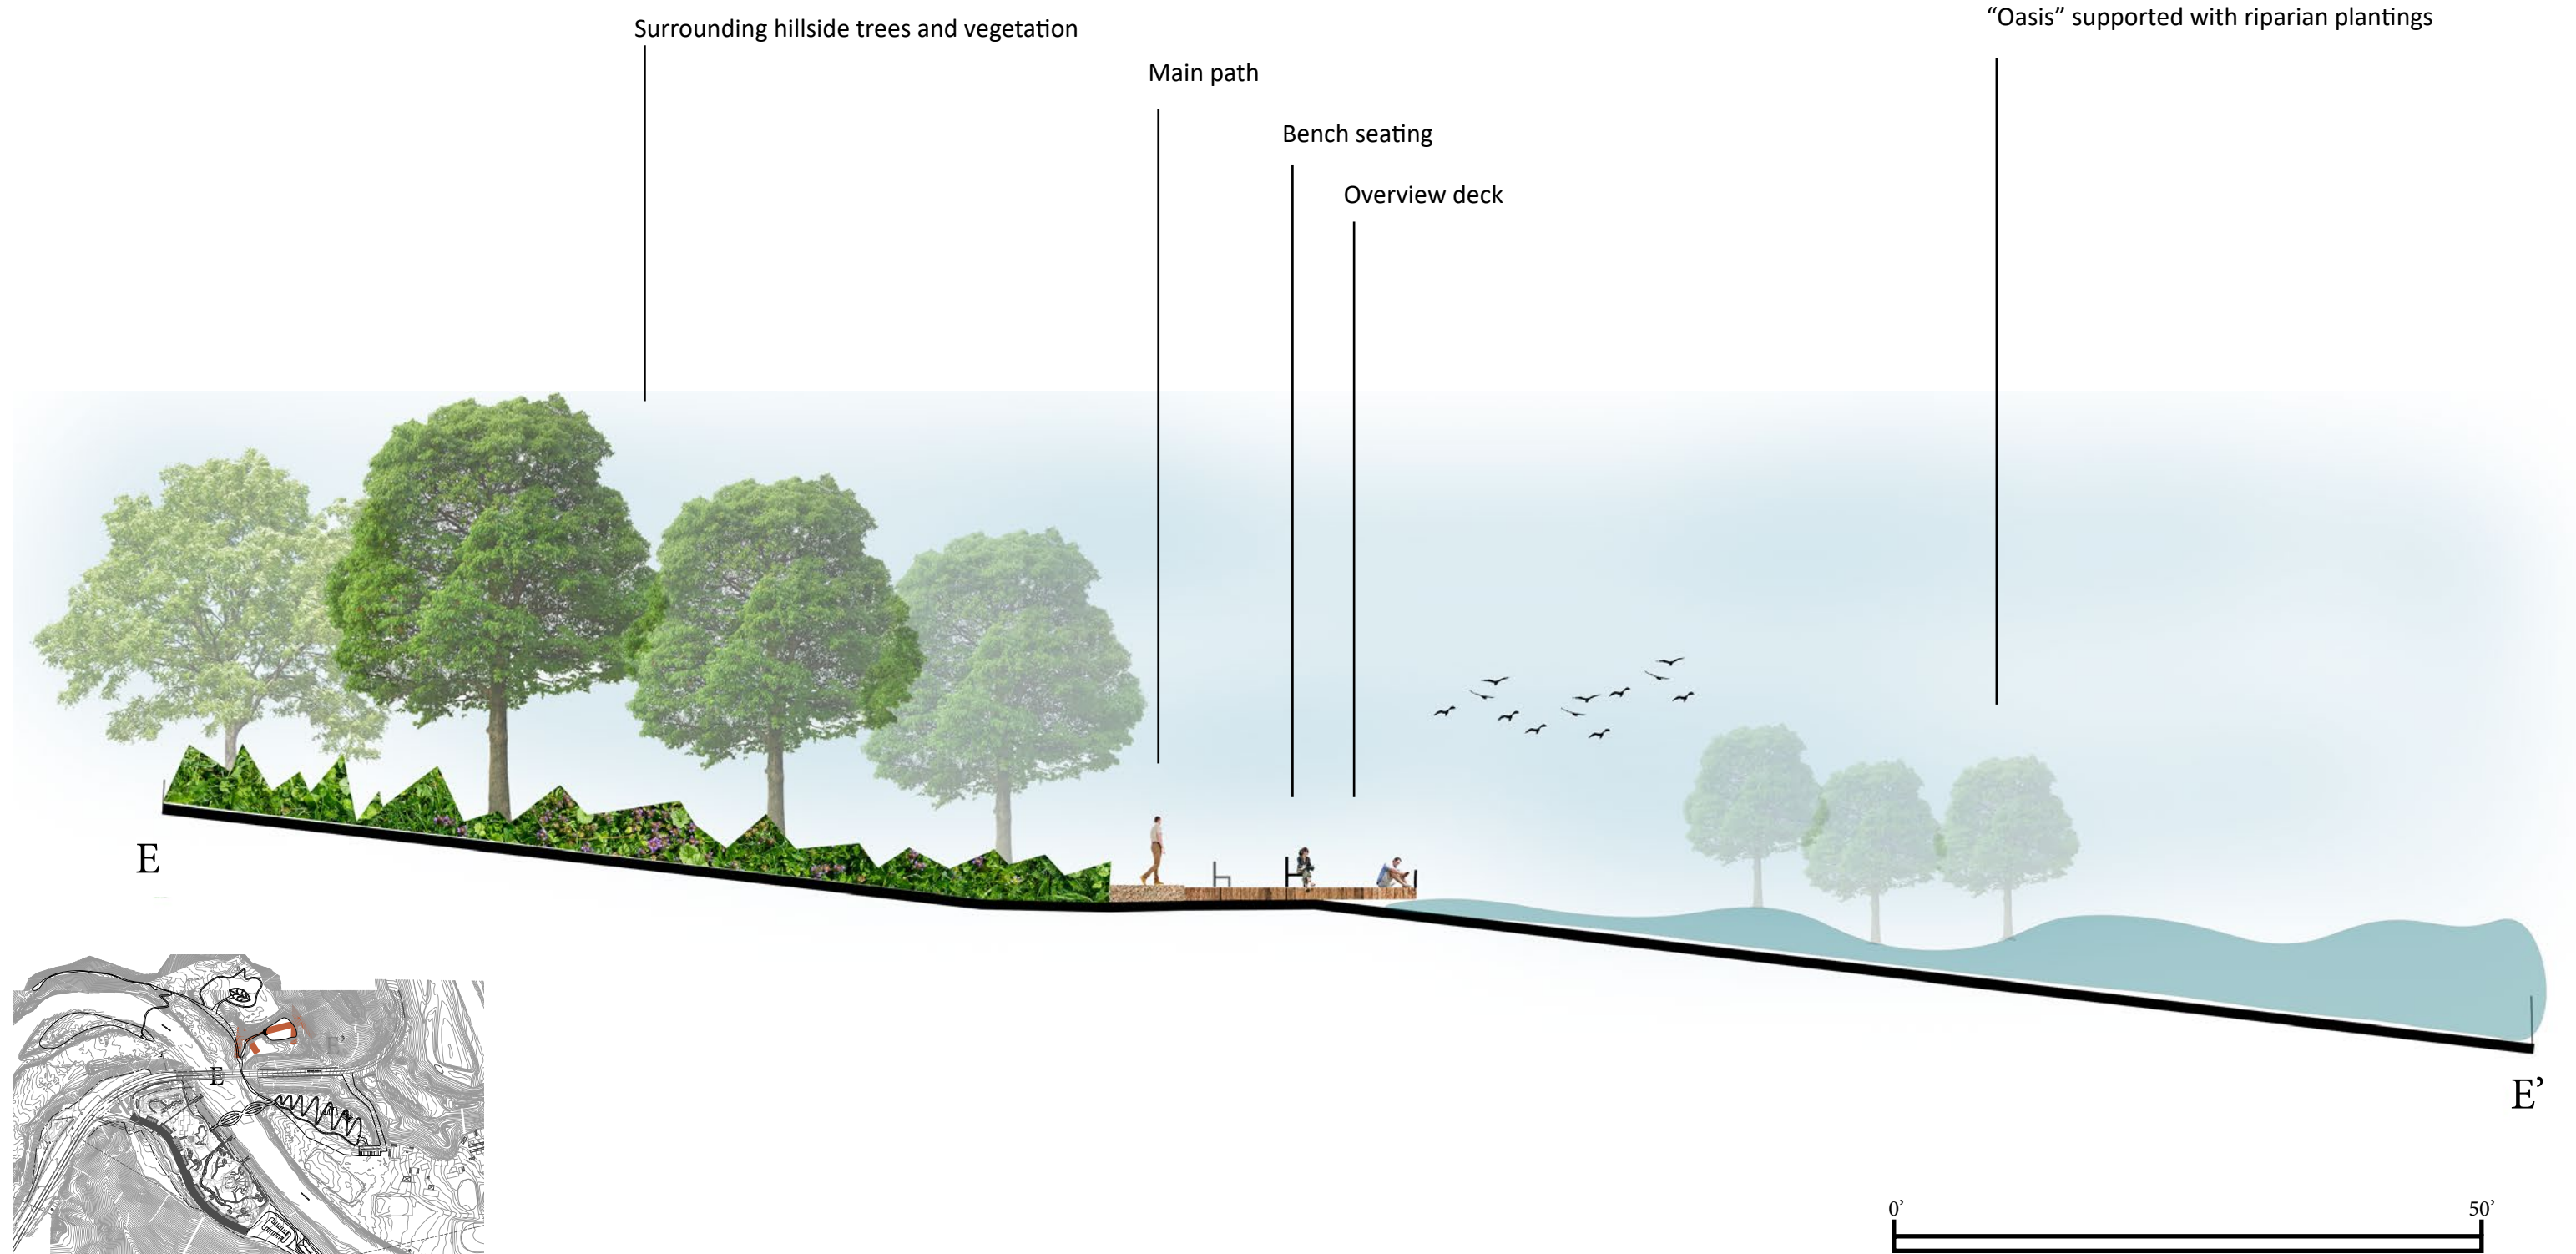 “Oasis” supported with riparian plantings
Surrounding hillside trees and vegetation
Main path
Bench seating
Overview deck
E
E’
E
E’
0’
50’